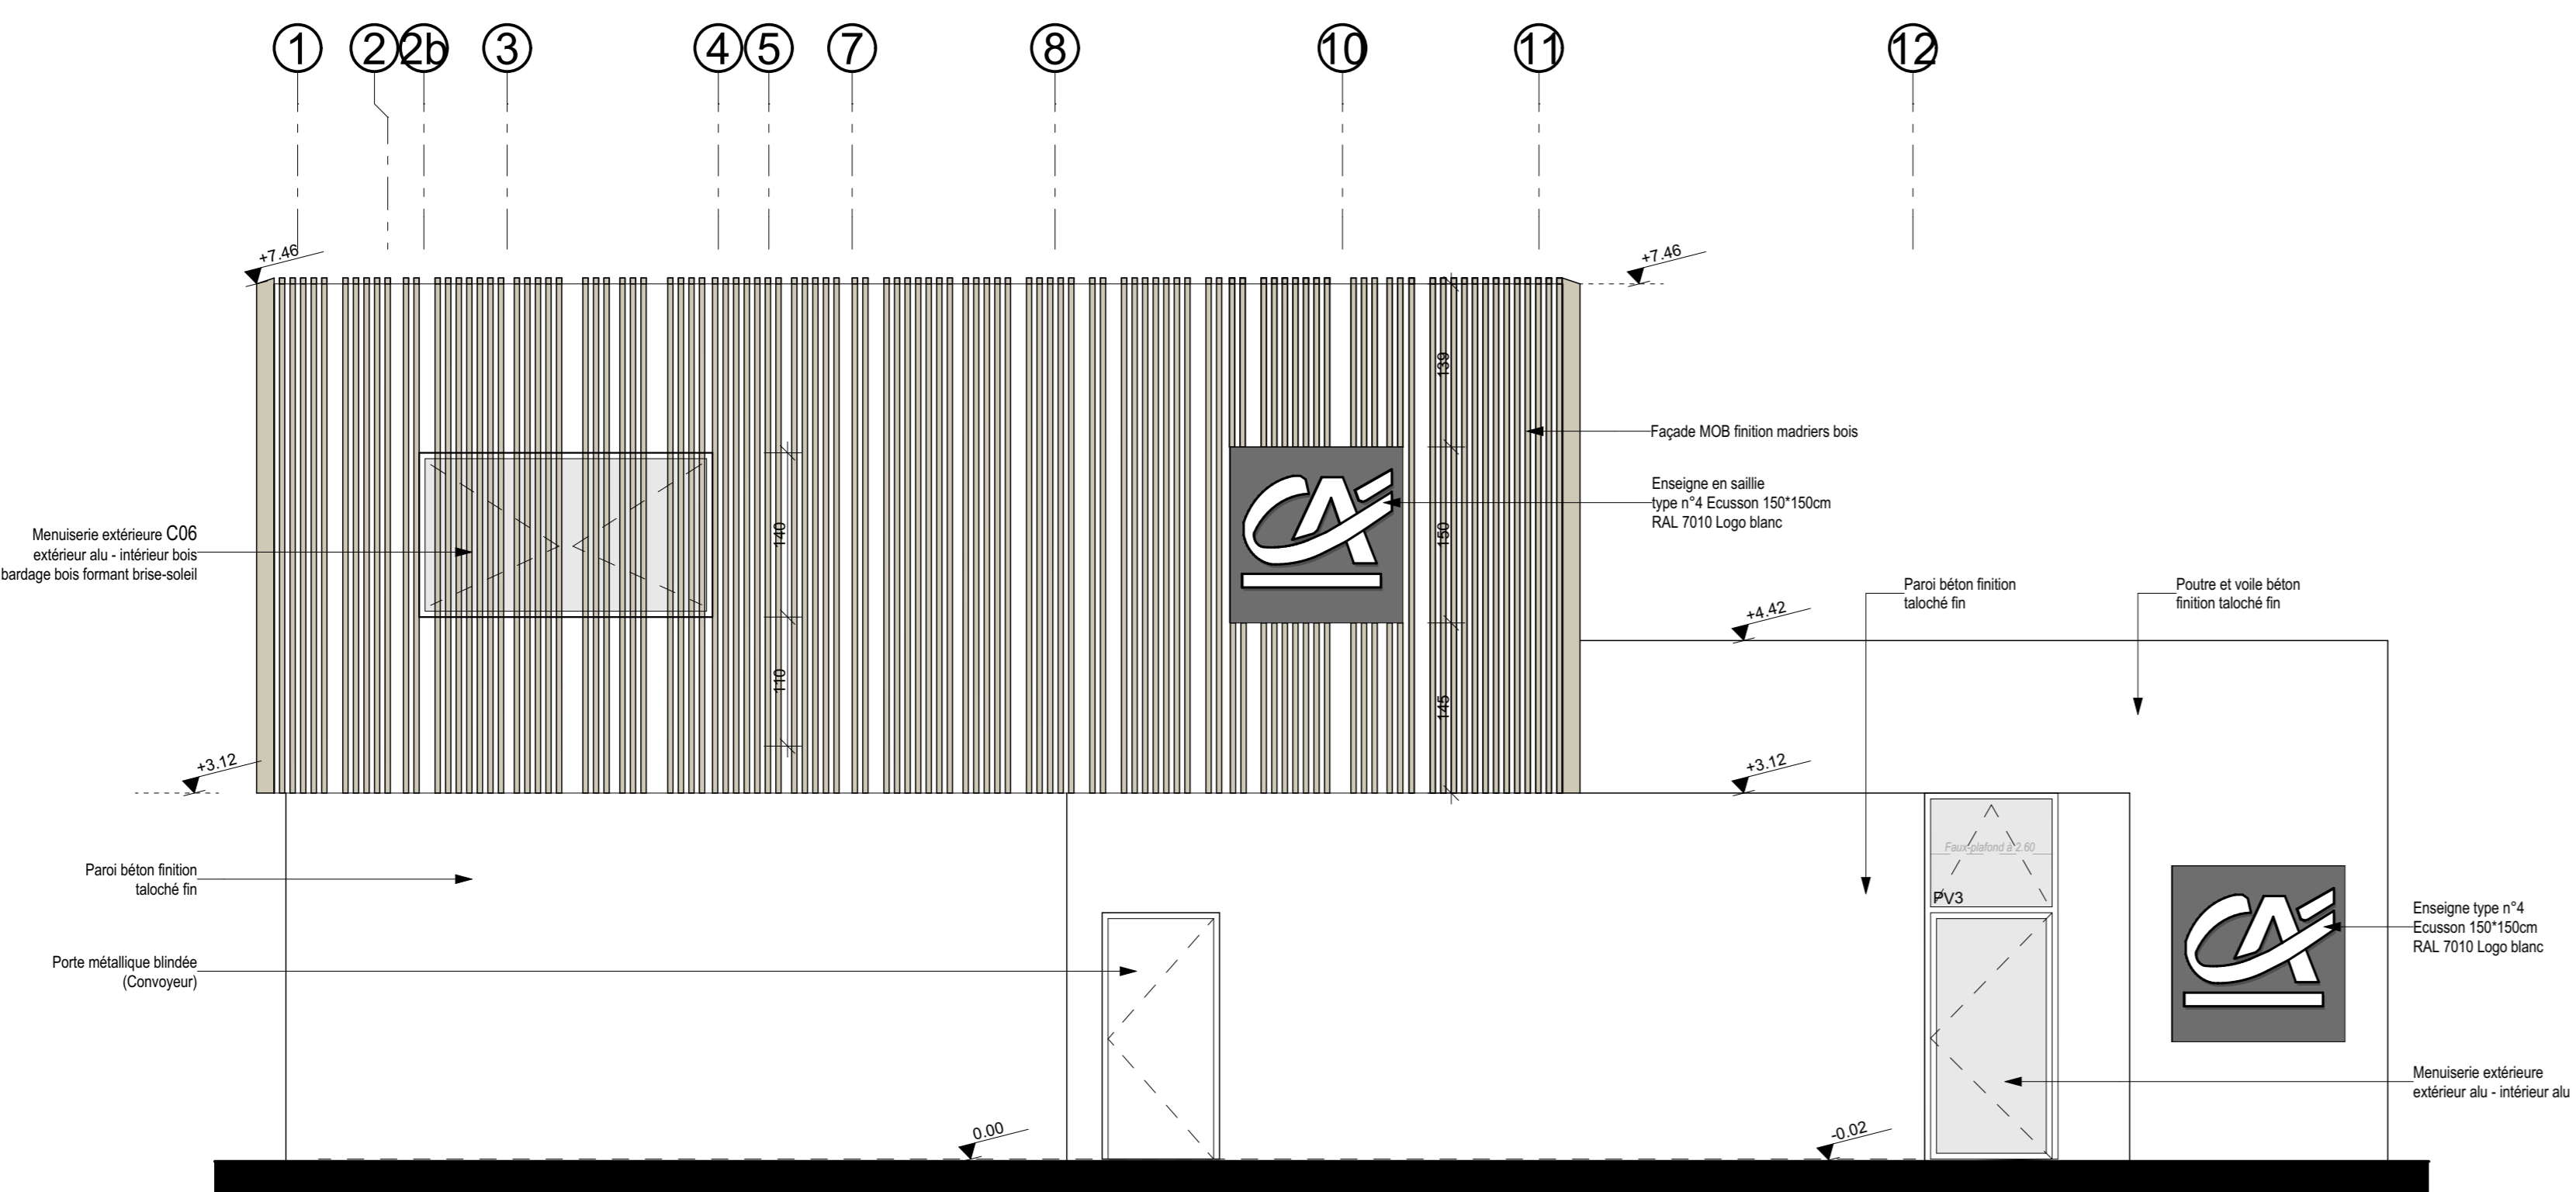 1 2 2b 3 4 5 7 8 10 11 12
+7.46
+7.46
139
Façade MOB finition madriers bois
Enseigne en saillie
type n°4 Ecusson 150*150cm
RAL 7010 Logo blanc
Menuiserie extérieure C06
extérieur alu - intérieur bois
bardage bois formant brise-soleil
140
150
CA
Paroi béton finition
taloché fin
Poutre et voile béton
finition taloché fin
+4.42
110
145
+3.12
+3.12
Faux-plafond à 2.60
PV3
Paroi béton finition
taloché fin
CA
Enseigne type n°4
Ecusson 150*150cm
RAL 7010 Logo blanc
Porte métallique blindée
(Convoyeur)
Menuiserie extérieure
extérieur alu - intérieur alu
0.00
-0.02